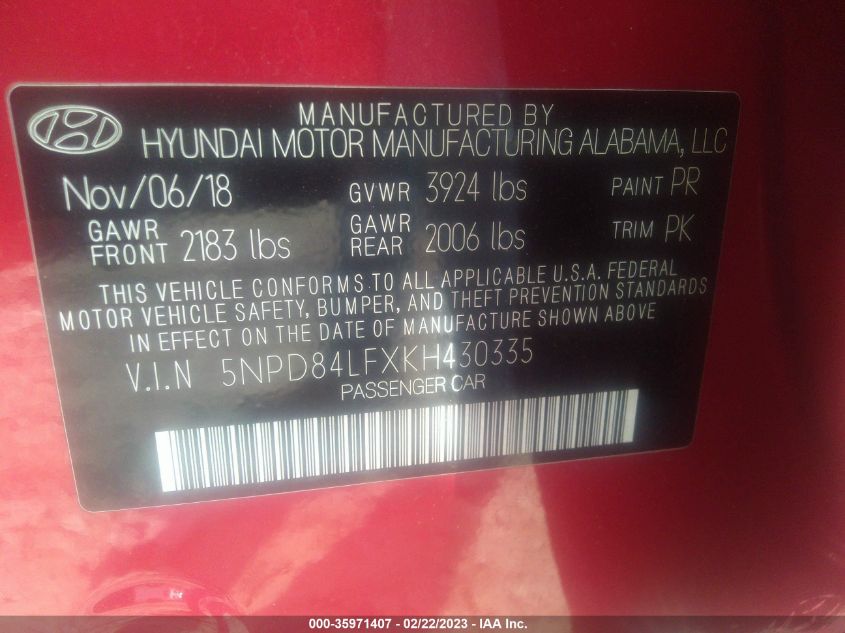 MANUFACTURED BY
HYUNDAI MOTOR MANUFACTURING ALABAMA, LLC
Nov/06/18 GVWR 3924 lbs PAINT PR
GAWR FRONT 2183 lbs GAWR REAR 2006 lbs TRIM PK
THIS VEHICLE CONFORMS TO ALL APPLICABLE U.S.A. FEDERAL
MOTOR VEHICLE SAFETY, BUMPER, AND THEFT PREVENTION STANDARDS
IN EFFECT ON THE DATE OF MANUFACTURE SHOWN ABOVE
V.I.N 5NPD84LFXKH430335
PASSENGER CAR
000-35971407 - 02/22/2023 - IAA Inc.